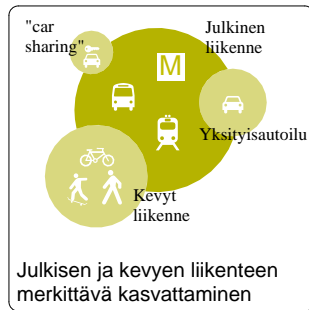 "car
sharing"
Julkinen
liikenne
M
Yksityisautoilu
Kevyt
liikenne
Julkisen ja kevyen liikenteen
merkittävä kasvattaminen